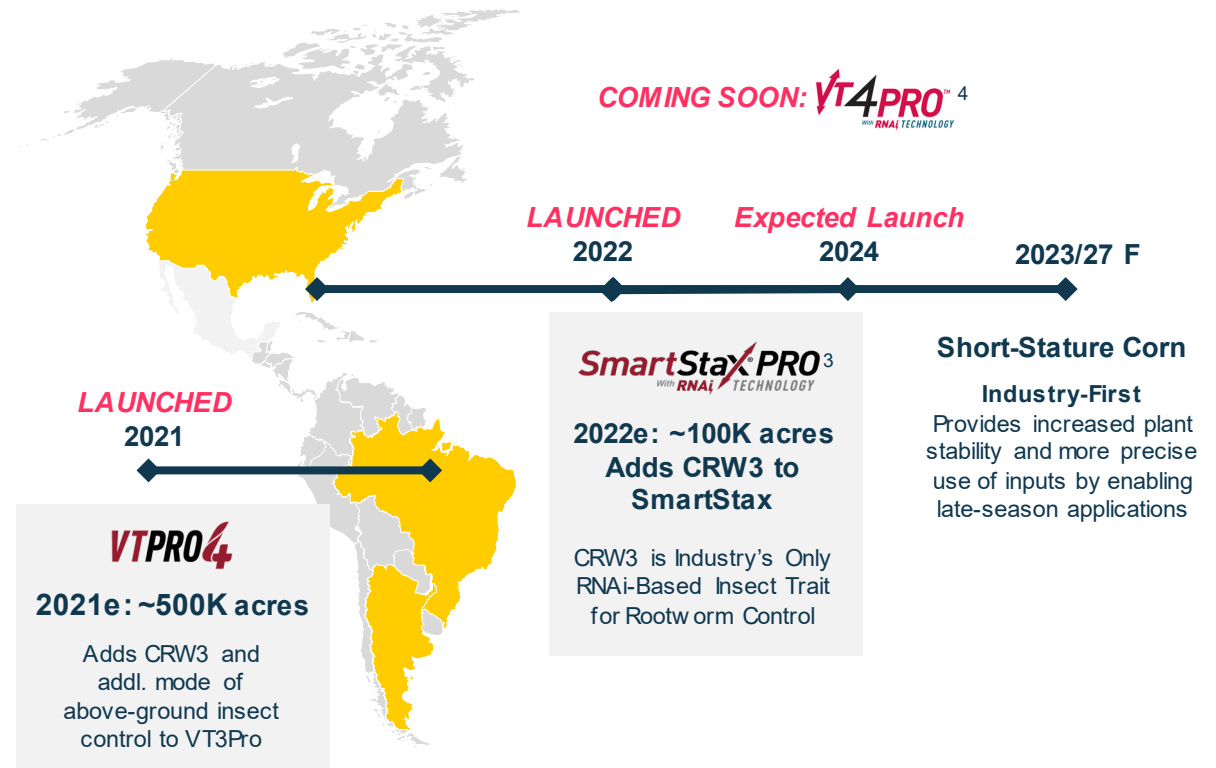 COMING SOON: VT4PRO™ 4
With RNAi TECHNOLOGY
LAUNCHED
2022
Expected Launch
2024
2023/27 F
SmartStax® PRO 3
With RNAi TECHNOLOGY
2022e: ~100K acres
Adds CRW3 to
SmartStax
CRW3 is Industry's Only
RNAi-Based Insect Trait
for Rootworm Control
Short-Stature Corn
Industry-First
Provides increased plant
stability and more precise
use of inputs by enabling
late-season applications
LAUNCHED
2021
VTPRO4
2021e: ~500K acres
Adds CRW3 and
addl. mode of
above-ground insect
control to VT3Pro